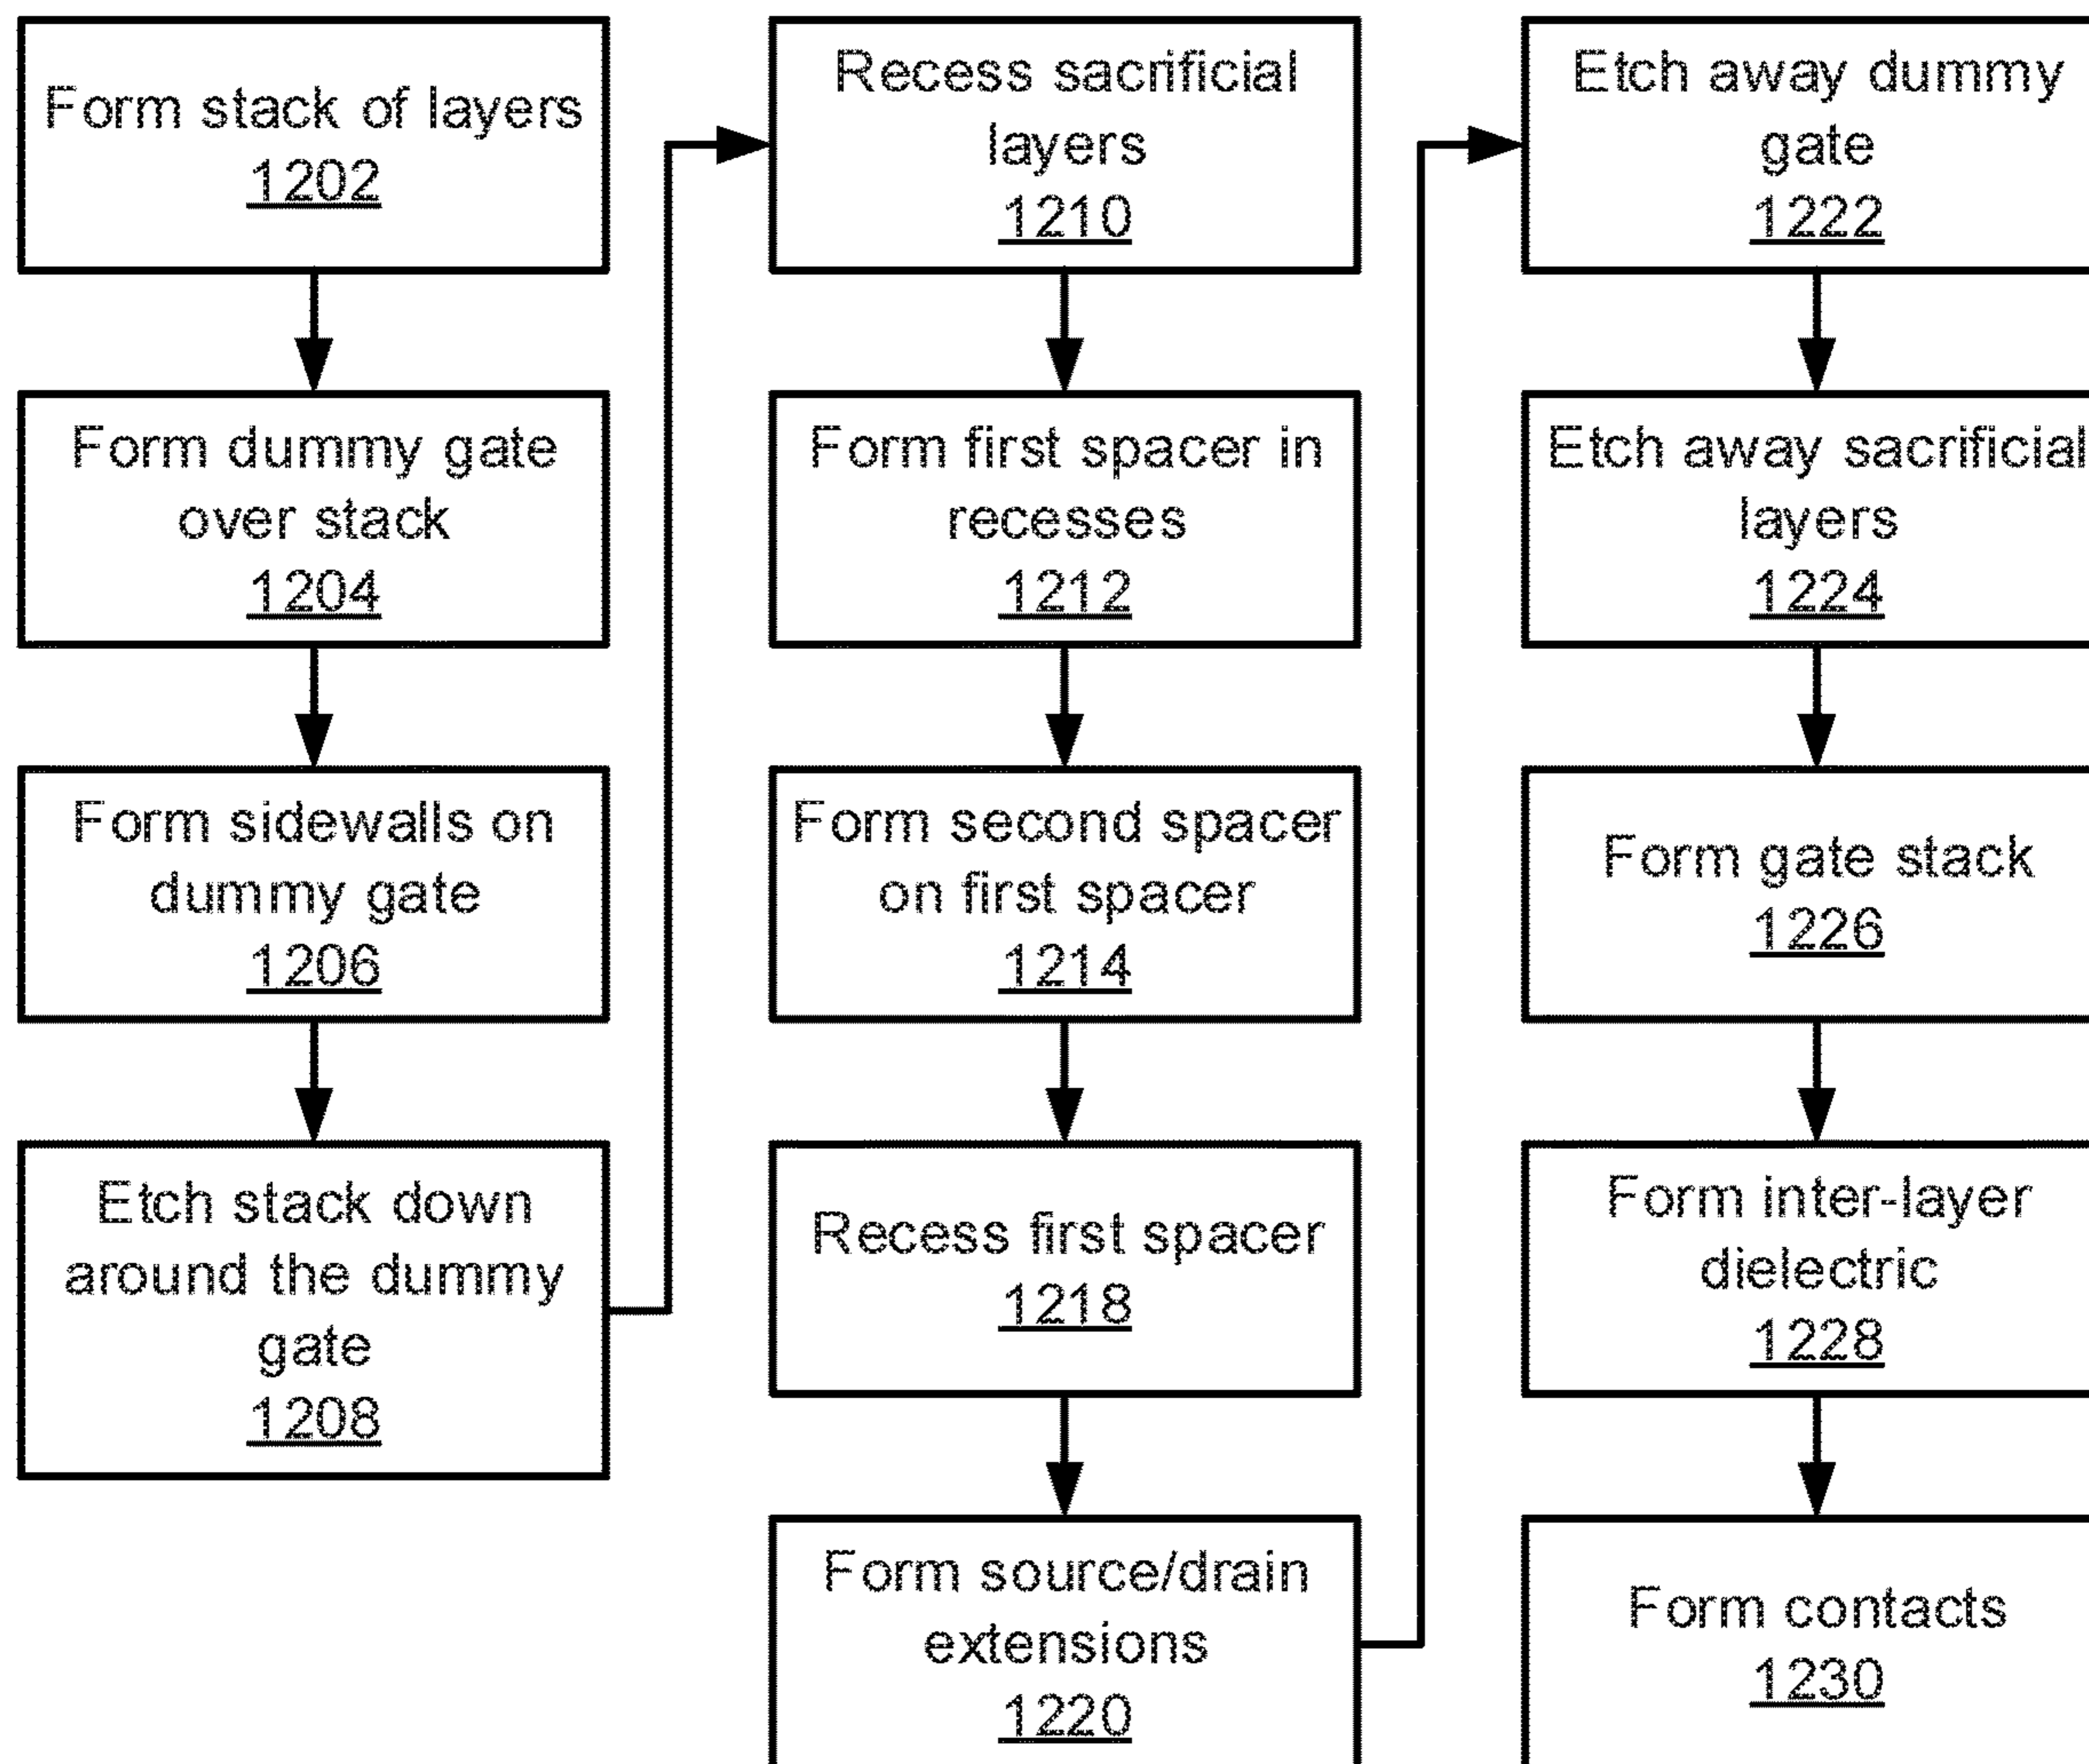 Form stack of layers
1202
Form dummy gate
over stack
1204
Form sidewalls on
dummy gate
1206
Etch stack down
around the dummy
gate
1208
Recess sacrificial
layers
1210
Form first spacer in
recesses
1212
Form second spacer
on first spacer
1214
Recess first spacer
1218
Form source/drain
extensions
1220
Etch away dummy
gate
1222
Etch away sacrificial
layers
1224
Form gate stack
1226
Form inter-layer
dielectric
1228
Form contacts
1230